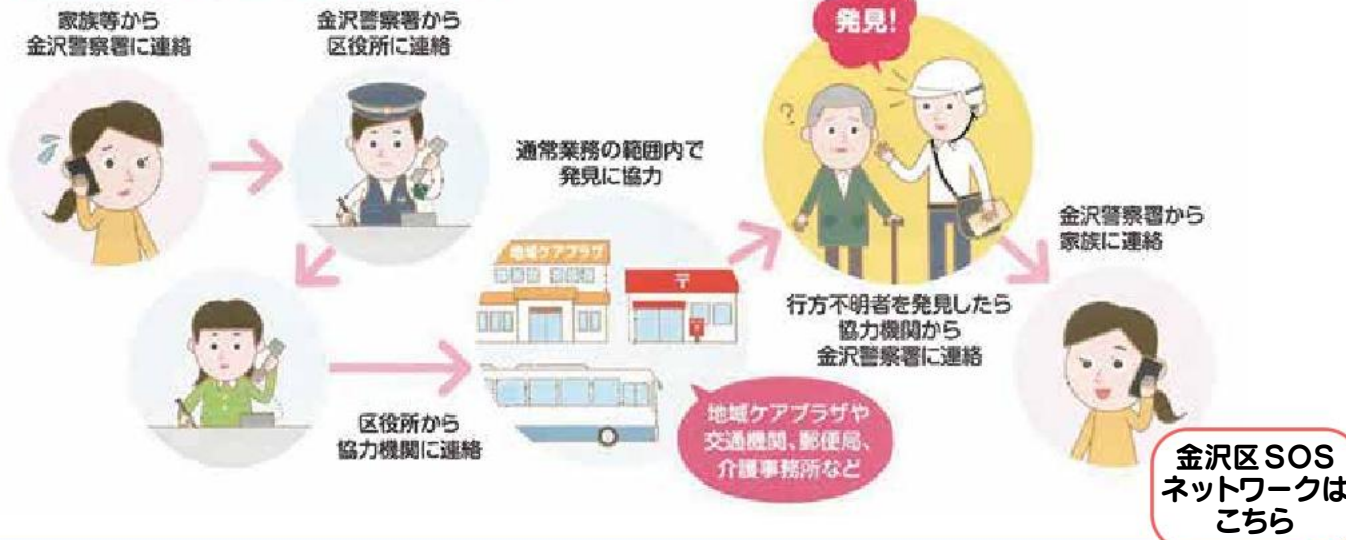 家族等から
金沢警察署に連絡
金沢警察署から
区役所に連絡
区役所から
協力機関に連絡
通常業務の範囲内で
発見に協力
地域ケアプラザ
〒
地域ケアプラザや
交通機関、郵便局、
介護事務所など
発見!
?
行方不明者を発見したら
協力機関から
金沢警察署に連絡
金沢警察署から
家族に連絡
金沢区SOS
ネットワークは
こちら